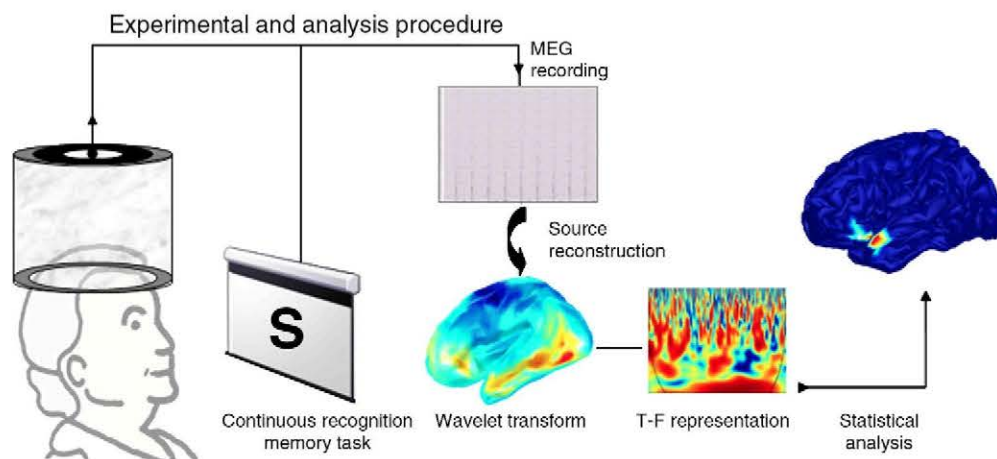 Experimental and analysis procedure
MEG
recording
Source
reconstruction
S
Continuous recognition
memory task
Wavelet transform
T-F representation
Statistical
analysis